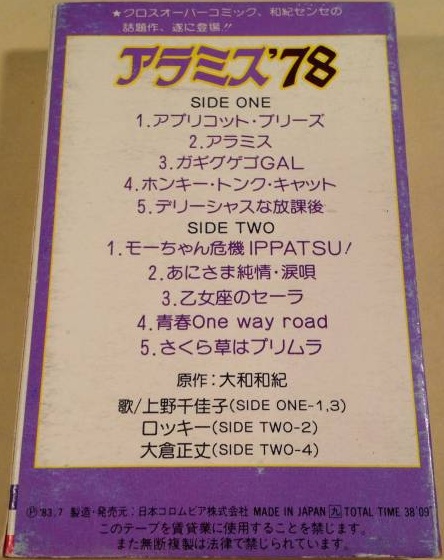 ★クロスオーバーコミック、和紀センセの
話題作、遂に登場!!
アラミス'78
SIDE ONE
1.アプリコット・ブリーズ
2.アラミス
3.ガギグゲゴGAL
4.ホンキー・トンク・キャット
5.デリーシャスな放課後
SIDE TWO
1.モーちゃん危機IPPATSU!
2.あにさま純情・涙唄
3.乙女座のセーラ
4.青春One way road
5.さくら草はプリムラ
原作:大和和紀
歌/上野千佳子(SIDE ONE-1,3)
ロッキー(SIDE TWO-2)
大倉正丈(SIDE TWO-4)
Ⓟ'83.7 製造・発売元:日本コロムビア株式会社 MADE IN JAPAN 九 TOTAL TIME 38'09"
このテープを賃貸業に使用することを禁じます。
また無断複製は法律で禁じられています。